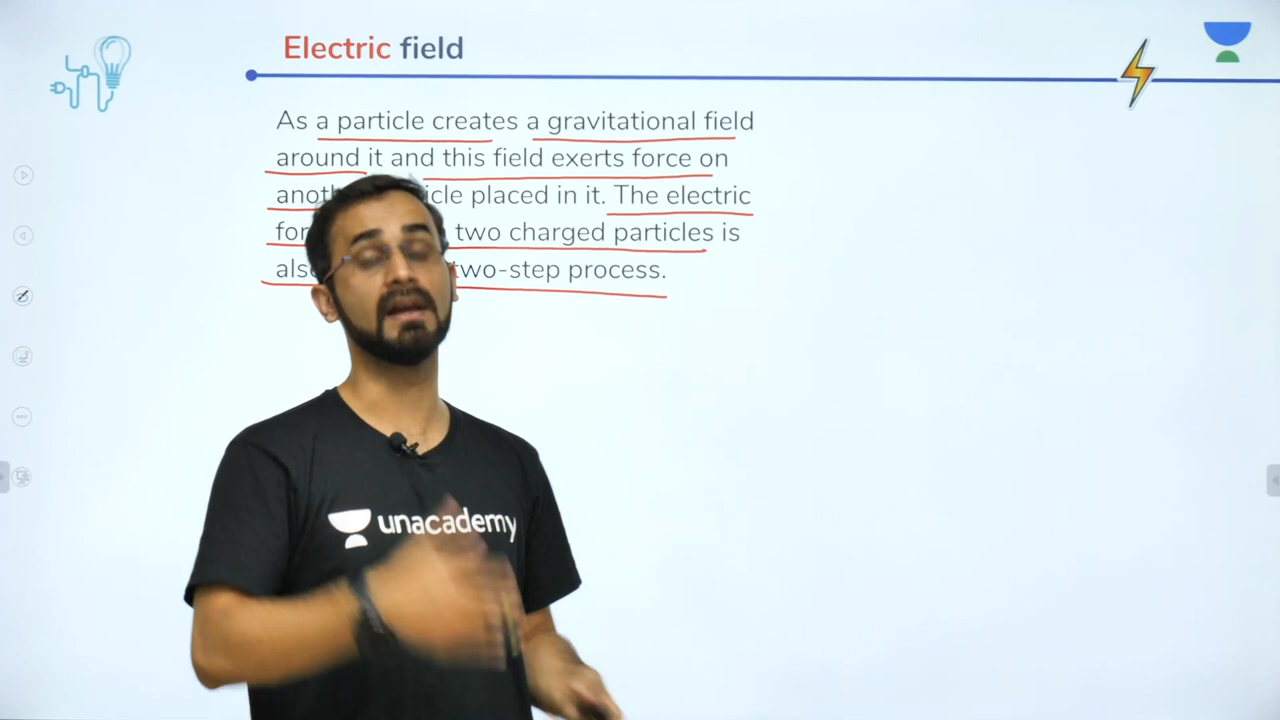 Electric field
As a particle creates a gravitational field
around it and this field exerts force on
placed in it. The electric
two charged particles is
two-step process.
unacademy